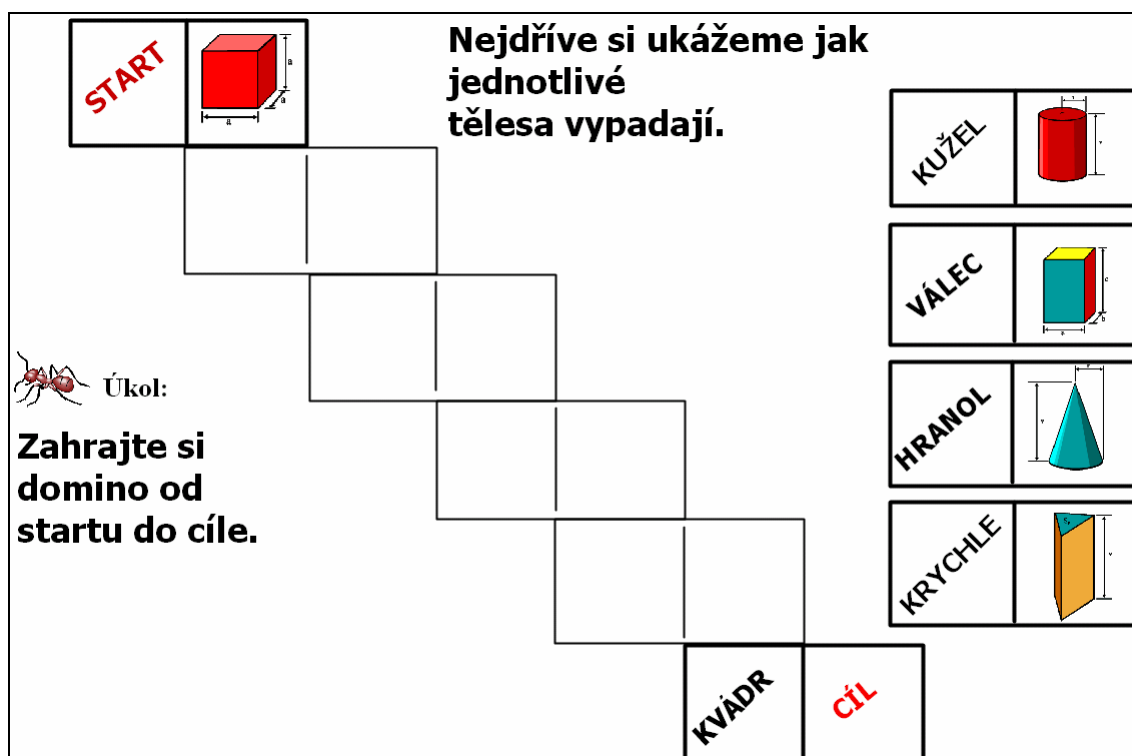 START
a
a
a
Nejdříve si ukážeme jak
jednotlivé
tělesa vypadají.
KUŽEL
VÁLEC
HRANOL
KRYCHLE
Úkol:
Zahrajte si
domino od
startu do cíle.
KVÁDR
CÍL